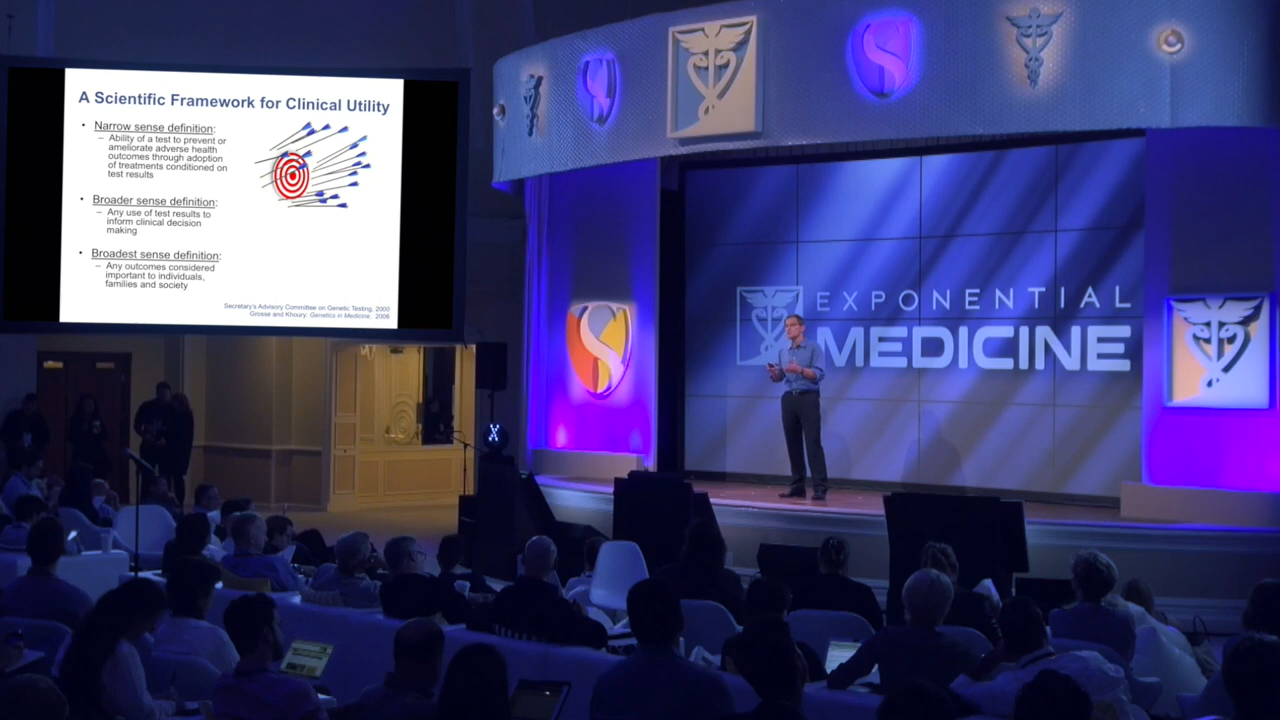 A Scientific Framework for Clinical Utility
• Narrow sense definition:
– Ability of a test to prevent or
ameliorate adverse health
outcomes through adoption
of treatments conditioned on
test results
• Broader sense definition:
– Any use of test results to
inform clinical decision
making
• Broadest sense definition:
– Any outcomes considered
important to individuals,
families and society
Secretary's Advisory Committee on Genetic Testing, 2000
Grosse and Khoury: Genetics in Medicine, 2006
EXPONENTIAL
MEDICINE